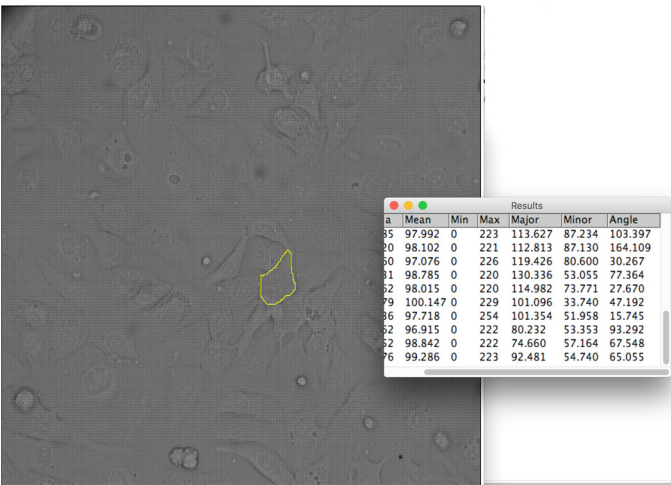 Results
a Mean Min Max Major Minor Angle
35 97.992 0 223 113.627 87.234 103.397
20 98.102 0 221 112.813 87.130 164.109
50 97.076 0 226 119.426 80.600 30.267
31 98.785 0 220 130.336 53.055 77.364
52 98.015 0 220 114.982 73.771 27.670
79 100.147 0 229 101.096 33.740 47.192
36 97.718 0 254 101.354 51.958 15.745
52 96.915 0 222 80.232 53.353 93.292
52 98.842 0 222 74.660 57.164 67.548
76 99.286 0 223 92.481 54.740 65.055